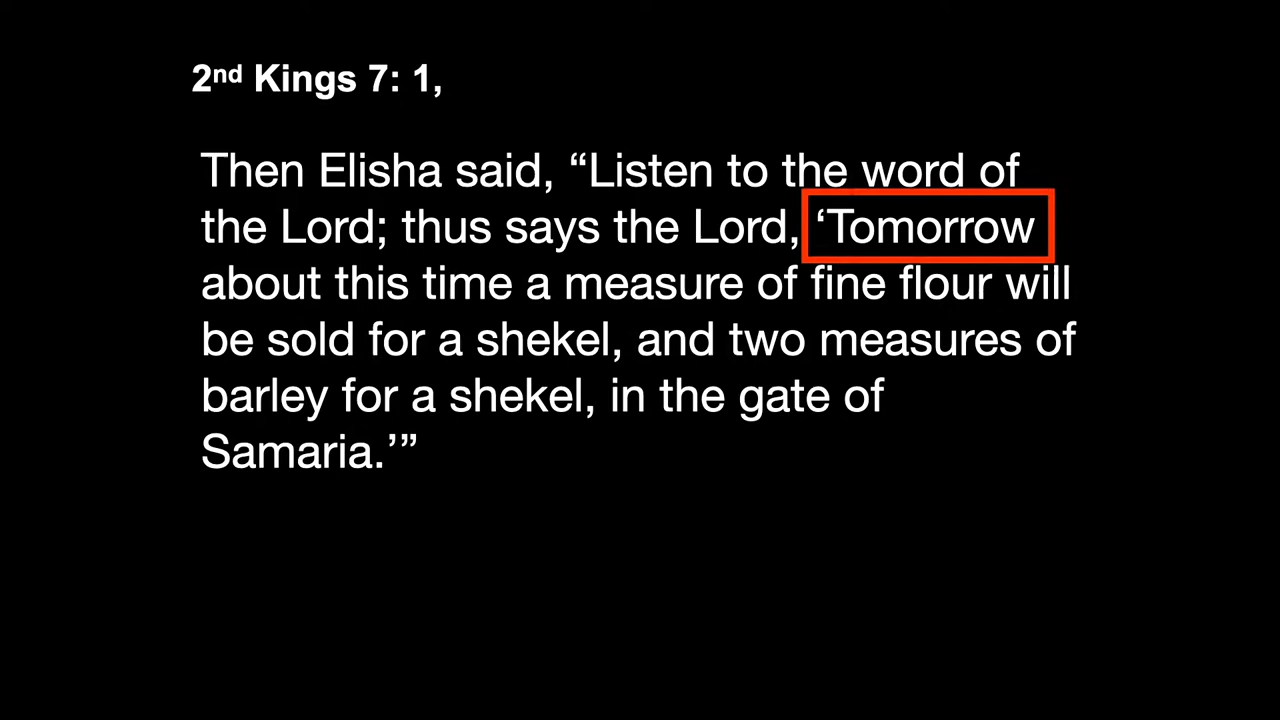 2nd Kings 7: 1,
Then Elisha said, “Listen to the word of
the Lord; thus says the Lord, ‘Tomorrow
about this time a measure of fine flour will
be sold for a shekel, and two measures of
barley for a shekel, in the gate of
Samaria.’”